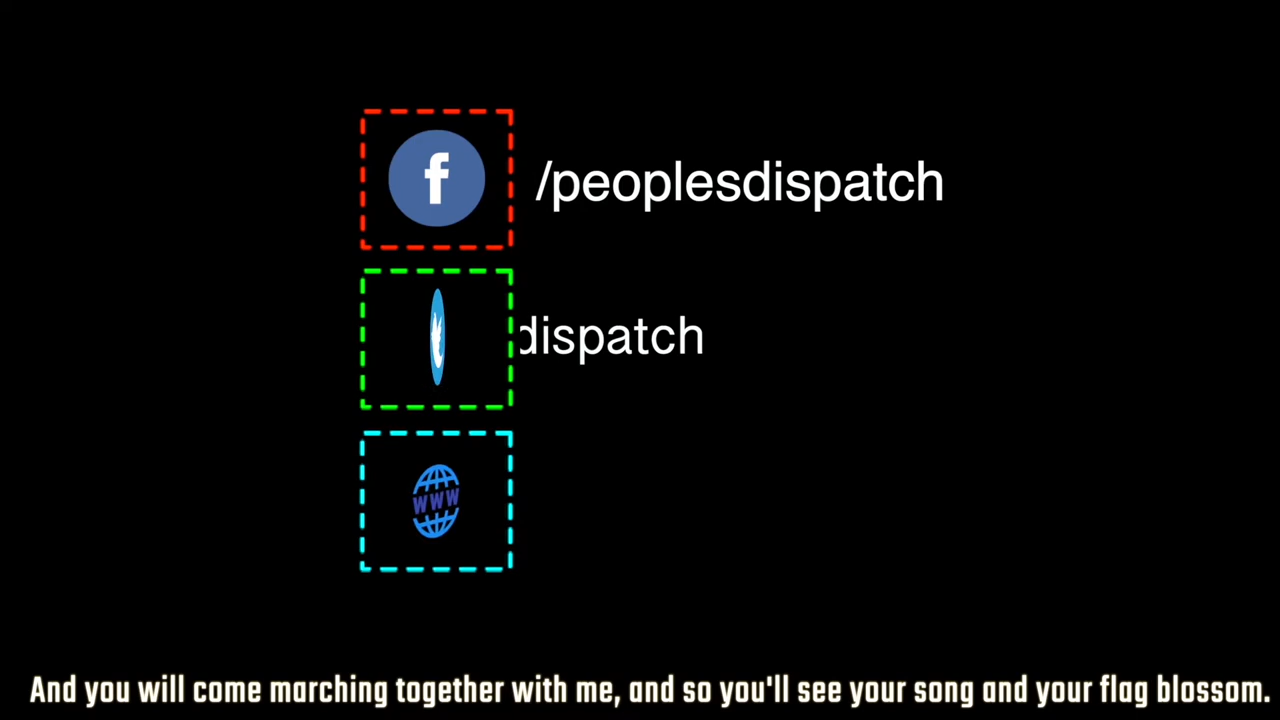 f /peoplesdispatch
dispatch
WWW
And you will come marching together with me, and so you'll see your song and your flag blossom.